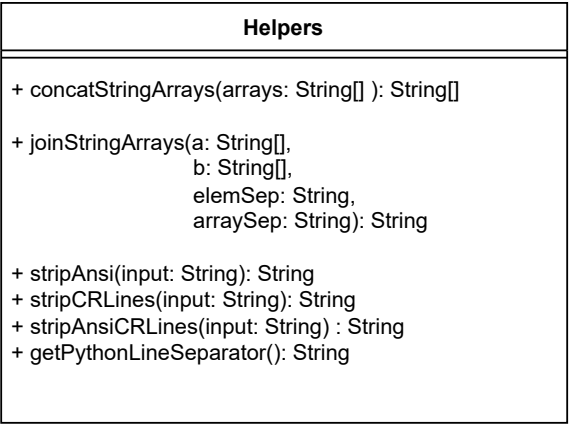 Helpers
+ concatStringArrays(arrays: String[] ): String[]
+ joinStringArrays(a: String[],
b: String[],
elemSep: String,
arraySep: String): String
+ stripAnsi(input: String): String
+ stripCRLines(input: String): String
+ stripAnsiCRLines(input: String) : String
+ getPythonLineSeparator(): String